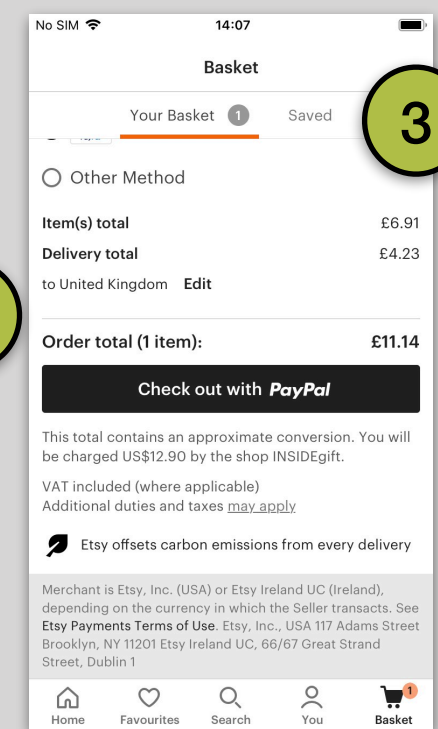 No SIM 14:07
Basket
Your Basket 1 Saved
3
Other Method
Item(s) total £6.91
Delivery total £4.23
to United Kingdom Edit
Order total (1 item): £11.14
Check out with PayPal
This total contains an approximate conversion. You will
be charged US$12.90 by the shop INSIDEgift.
VAT included (where applicable)
Additional duties and taxes may apply
Etsy offsets carbon emissions from every delivery
Merchant is Etsy, Inc. (USA) or Etsy Ireland UC (Ireland),
depending on the currency in which the Seller transacts. See
Etsy Payments Terms of Use. Etsy, Inc., USA 117 Adams Street
Brooklyn, NY 11201 Etsy Ireland UC, 66/67 Great Strand
Street, Dublin 1
1
Home Favourites Search You Basket